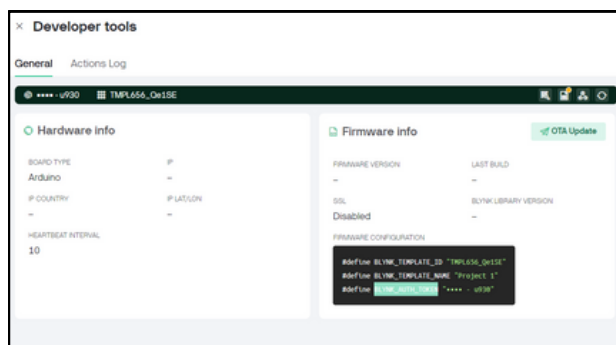 × Developer tools
General Actions Log
•••• - u930 TMPL656_Qe1SE
Hardware info
BOARD TYPE IP
Arduino –
IP COUNTRY IP LAT/LON
– –
HEARTBEAT INTERVAL
10
Firmware info OTA Update
FIRMWARE VERSION LAST BUILD
– –
SSL BLYNK LIBRARY VERSION
Disabled –
FIRMWARE CONFIGURATION
#define BLYNK_TEMPLATE_ID "TMPL656_Qe1SE"
#define BLYNK_TEMPLATE_NAME "Project 1"
#define BLYNK_AUTH_TOKEN "•••• - u930"